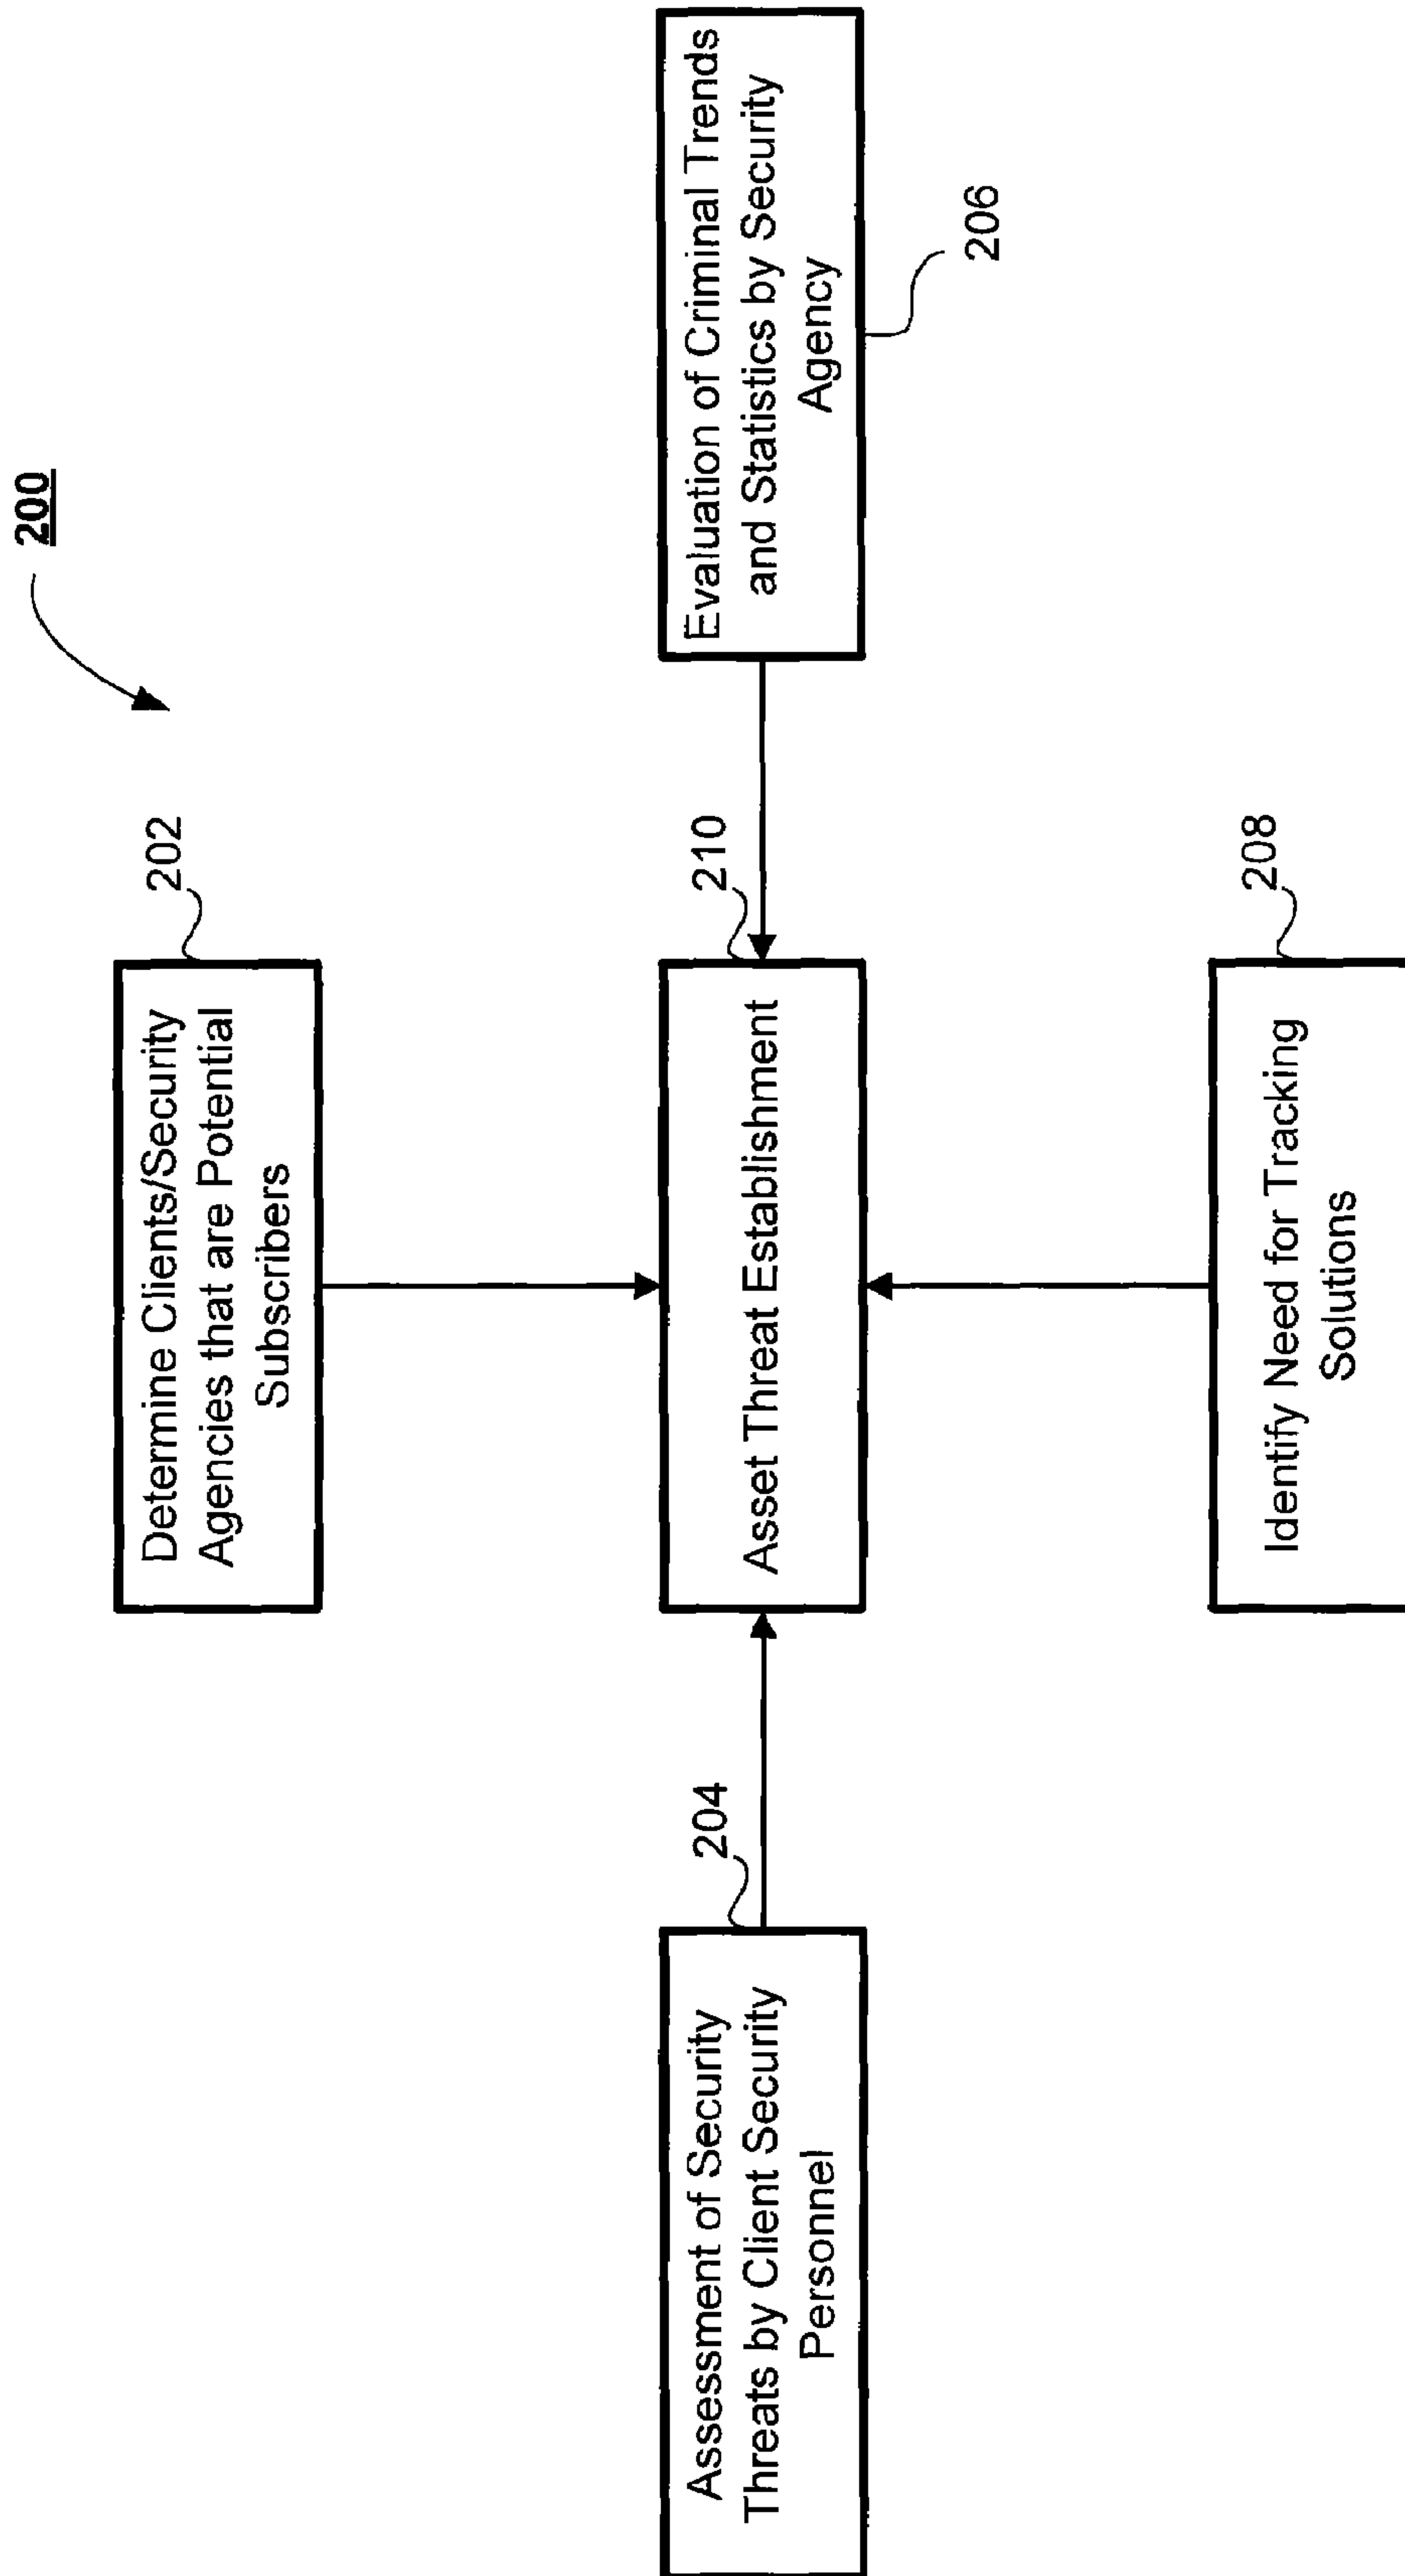 200
Determine Clients/Security
Agencies that are Potential
Subscribers
202
Assessment of Security
Threats by Client Security
Personnel
204
Asset Threat Establishment
210
Evaluation of Criminal Trends
and Statistics by Security
Agency
206
Identify Need for Tracking
Solutions
208